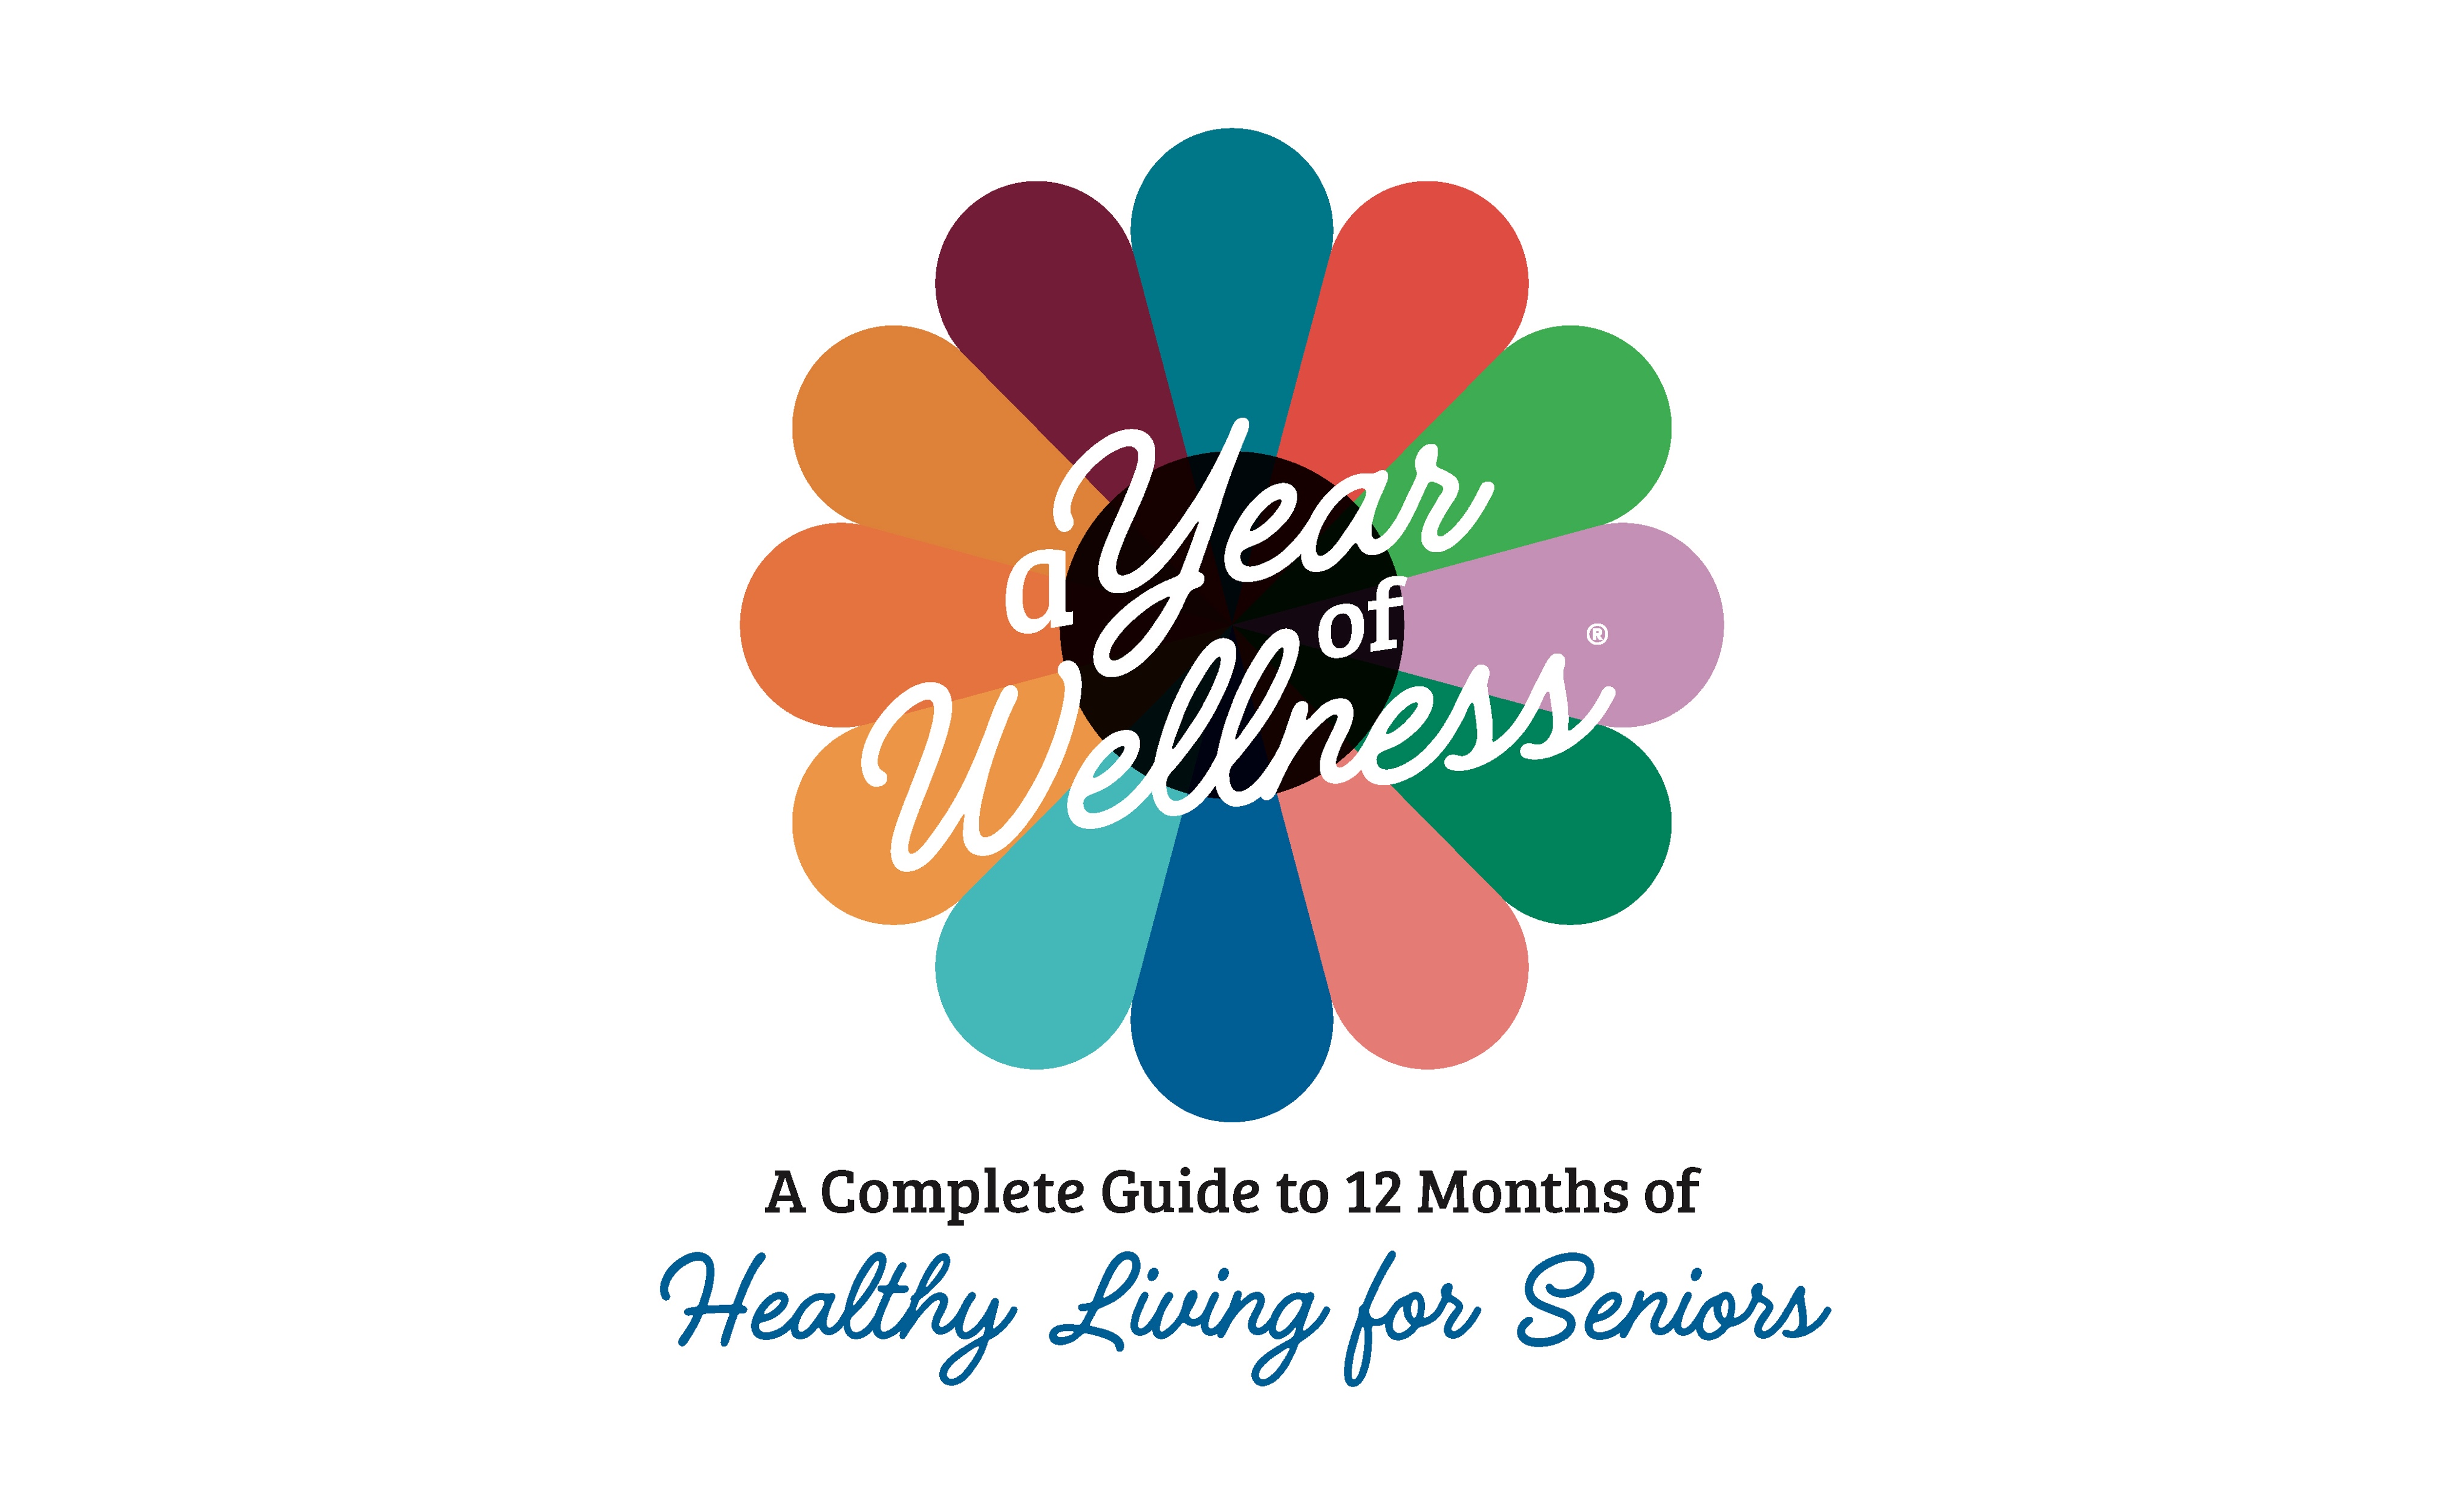 a Year
of
Wellness®
A Complete Guide to 12 Months of
Healthy Living for Seniors